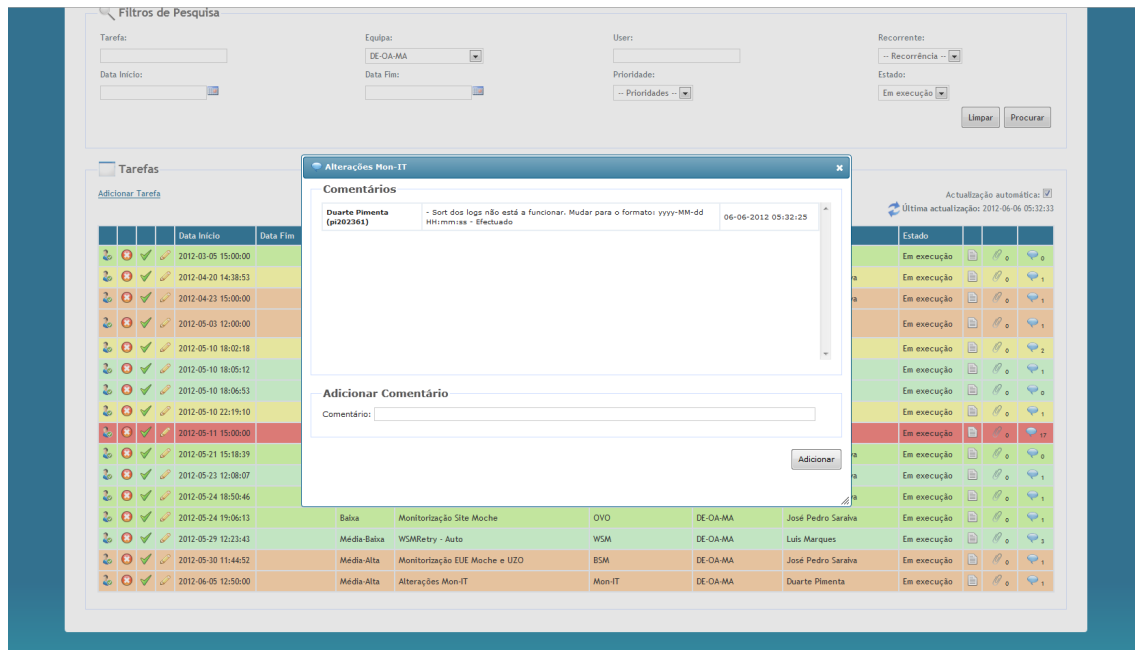 Filtros de Pesquisa
Tarefa: Equipa: User: Recorrente:
DE-OA-MA -- Recorrência --
Data Início: Data Fim: Prioridade: Estado:
-- Prioridades -- Em execução
Limpar Procurar
Tarefas
Adicionar Tarefa
Actualização automática:
Última actualização: 2012-06-06 05:32:33
Alterações Mon-IT
Comentários
Duarte Pimenta (pi202361) - Sort dos logs não está a funcionar. Mudar para o formato: yyyy-MM-dd HH:mm:ss - Efectuado 06-06-2012 05:32:25
Adicionar Comentário
Comentário:
Adicionar
Data Início Data Fim Estado
2012-03-05 15:00:00 Em execução 0 0
2012-04-20 14:38:53 Em execução 0 1
2012-04-23 15:00:00 Em execução 0 1
2012-05-03 12:00:00 Em execução 0 1
2012-05-10 18:02:18 Em execução 0 2
2012-05-10 18:05:12 Em execução 0 1
2012-05-10 18:06:53 Em execução 0 0
2012-05-10 22:19:10 Em execução 0 1
2012-05-11 15:00:00 Em execução 0 17
2012-05-21 15:18:39 Em execução 0 0
2012-05-23 12:08:07 Em execução 0 1
2012-05-24 18:50:46 Em execução 0 1
2012-05-24 19:06:13 Baixa Monitorização Site Moche OVO DE-OA-MA José Pedro Saraiva Em execução 0 1
2012-05-29 12:23:43 Média-Baixa WSMRetry - Auto WSM DE-OA-MA Luis Marques Em execução 0 3
2012-05-30 11:44:52 Média-Alta Monitorização EUE Moche e UZO BSM DE-OA-MA José Pedro Saraiva Em execução 0 1
2012-06-05 12:50:00 Média-Alta Alterações Mon-IT Mon-IT DE-OA-MA Duarte Pimenta Em execução 0 1